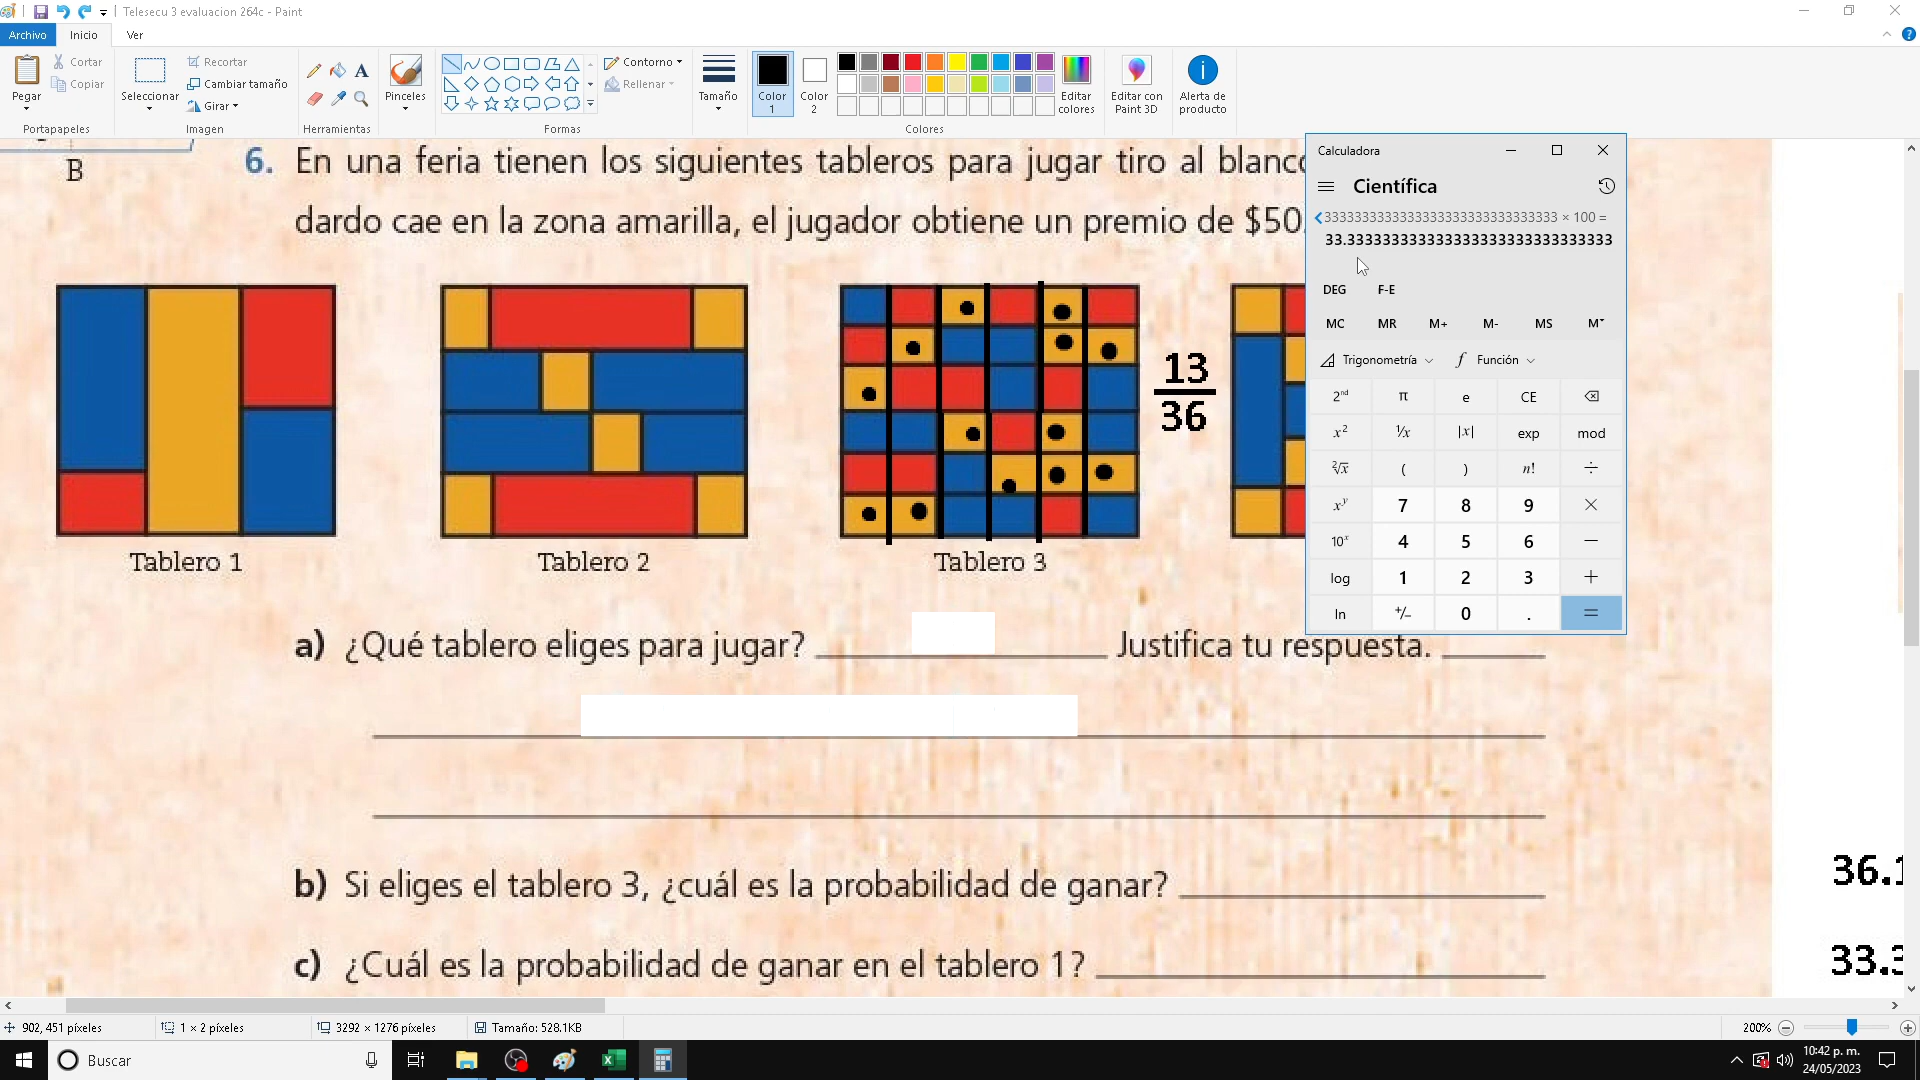 Telesecu 3 evaluacion 264c - Paint
Archivo
Inicio
Ver
Pegar
Cortar
Copiar
Portapapeles
Seleccionar
Recortar
Cambiar tamaño
Girar
Imagen
A
Herramientas
Pinceles
Contorno
Rellenar
Formas
Tamaño
Color 1
Color 2
Editar colores
Colores
Editar con Paint 3D
Alerta de producto
B
6. En una feria tienen los siguientes tableros para jugar tiro al blanco
dardo cae en la zona amarilla, el jugador obtiene un premio de $50
13
36
Tablero 1
Tablero 2
Tablero 3
a) ¿Qué tablero eliges para jugar? Justifica tu respuesta.
b) Si eliges el tablero 3, ¿cuál es la probabilidad de ganar?
c) ¿Cuál es la probabilidad de ganar en el tablero 1?
36.1
33.3
Calculadora
Científica
× 100 =
DEG F-E
MC MR M+ M- MS M˅
Trigonometría f Función
2ⁿᵈ π e CE
x² ¹/x |x| exp mod
²√x ( ) n! ÷
xʸ 7 8 9 ×
10ˣ 4 5 6 −
log 1 2 3 +
ln +/− 0 . =
902, 451 píxeles
1 × 2 píxeles
3292 × 1276 píxeles
Tamaño: 528.1KB
200%
Buscar
10:42 p. m.
24/05/2023